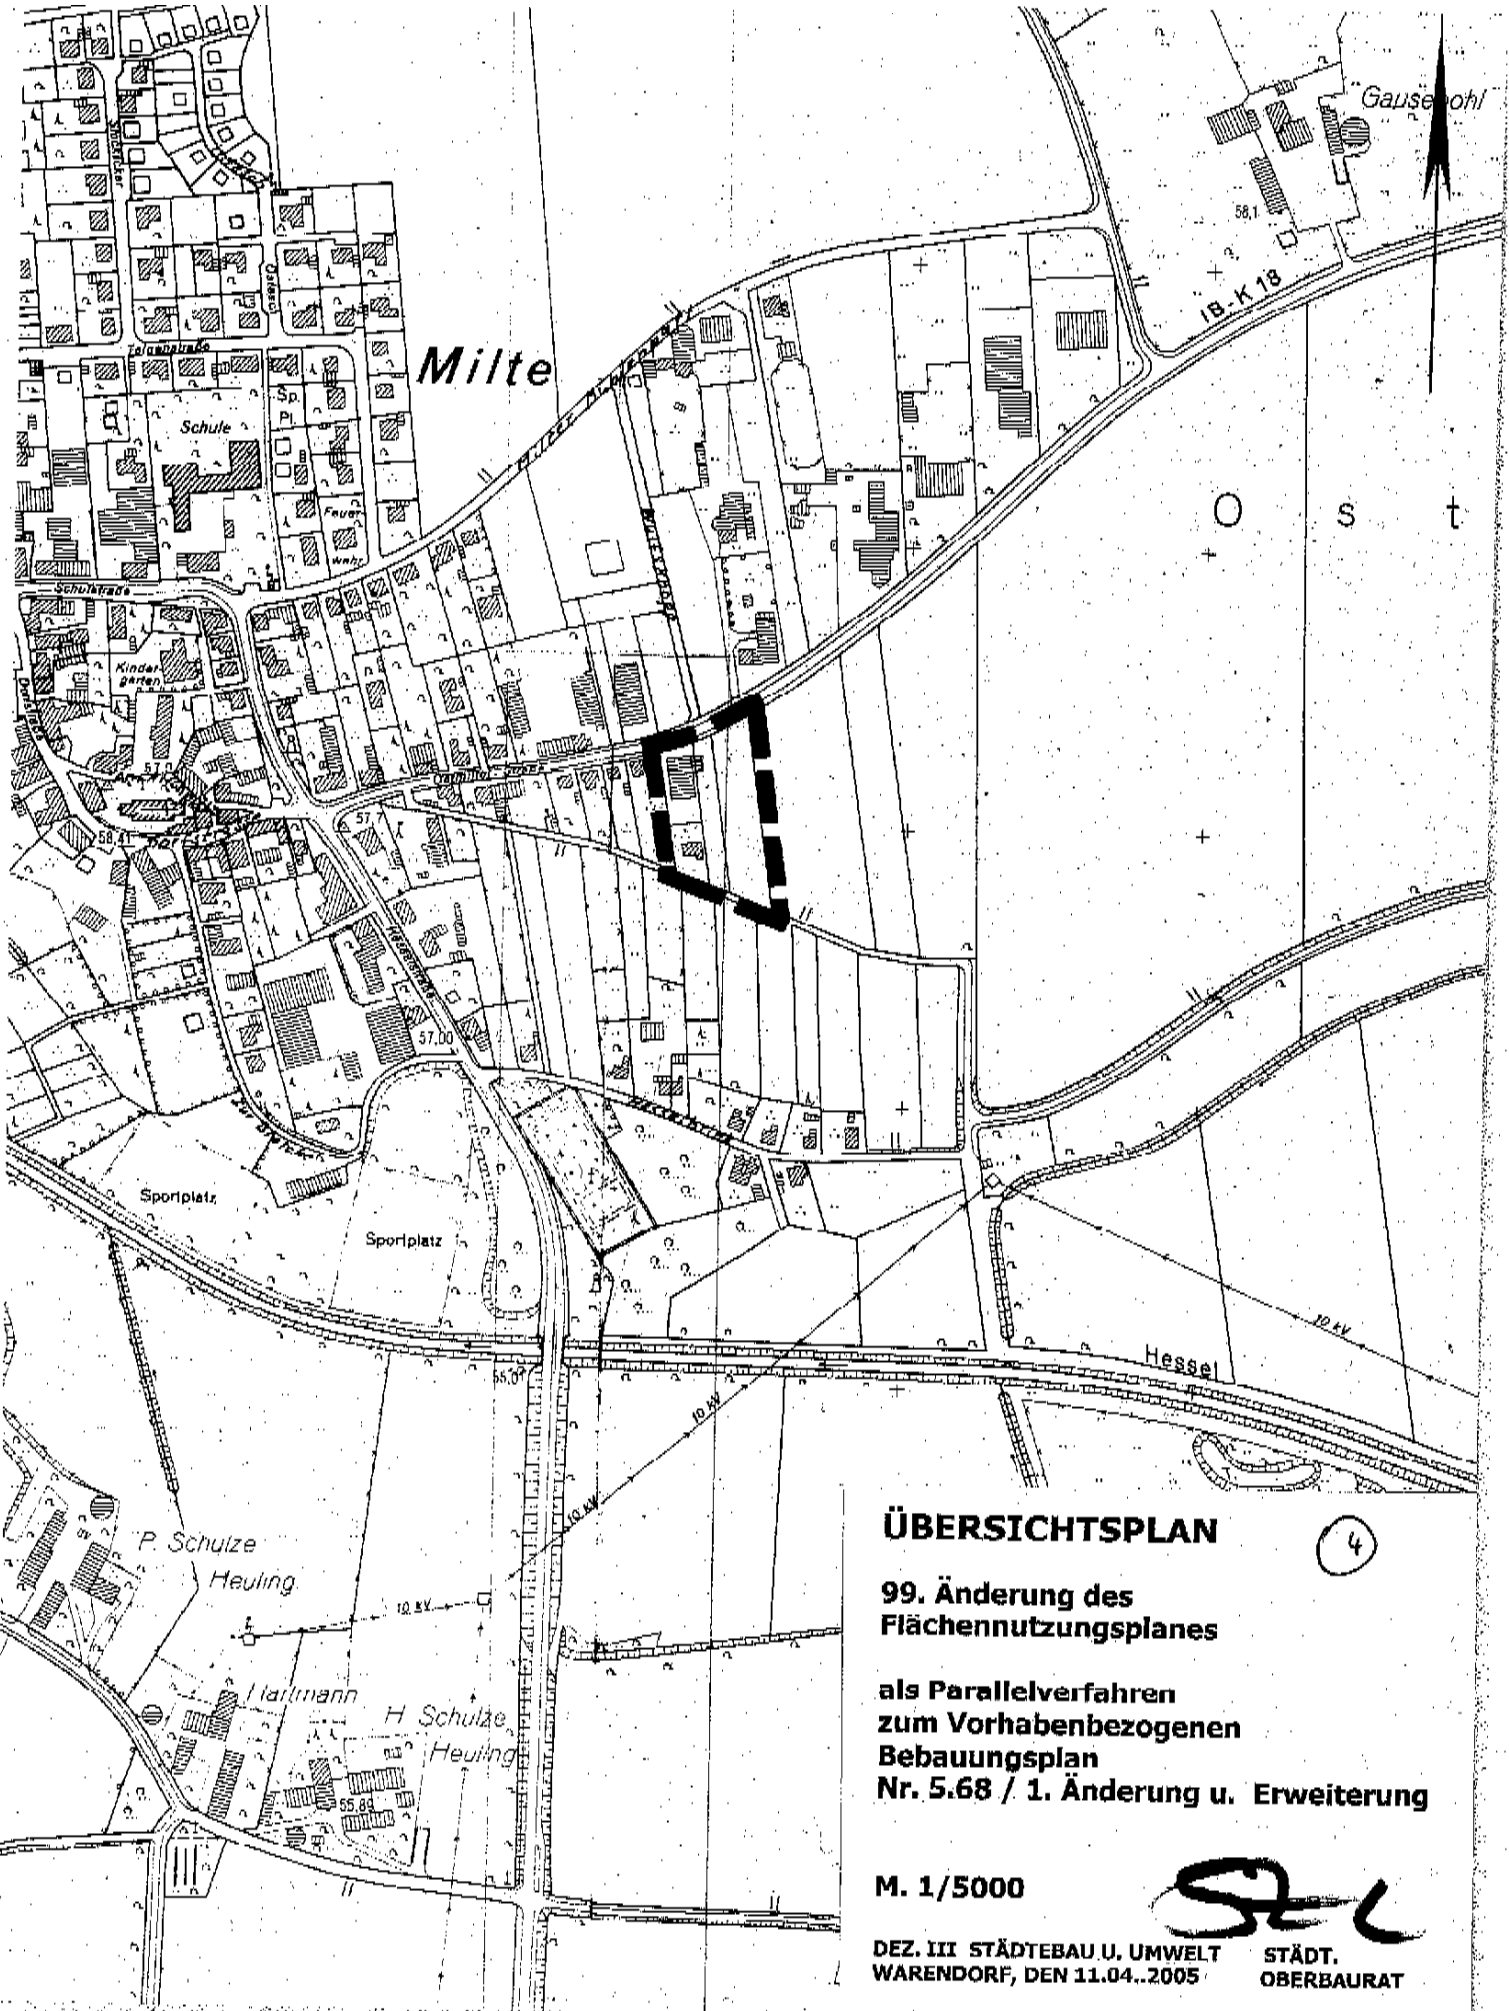 Gausepohl
58,1
IB.-K 18
Milte
Telgenstraße
Sp.
Pl.
Schule
Feuer
wehr
O s t
Schulstraße
Kinder
garten
Dorfstraße
57,0
58,41
57,
Hesselstraße
57,00
Sportplatz
Sportplatz
10 kV
Hessel
55,0
10 kV
10 kV
P. Schulze
Heuling
10 kV
Hartmann
H. Schulze
Heuling
55,89
ÜBERSICHTSPLAN
4
99. Änderung des
Flächennutzungsplanes
als Parallelverfahren
zum Vorhabenbezogenen
Bebauungsplan
Nr. 5.68 / 1. Änderung u. Erweiterung
M. 1/5000
DEZ. III STÄDTEBAU U. UMWELT STÄDT.
WARENDORF, DEN 11.04..2005 OBERBAURAT